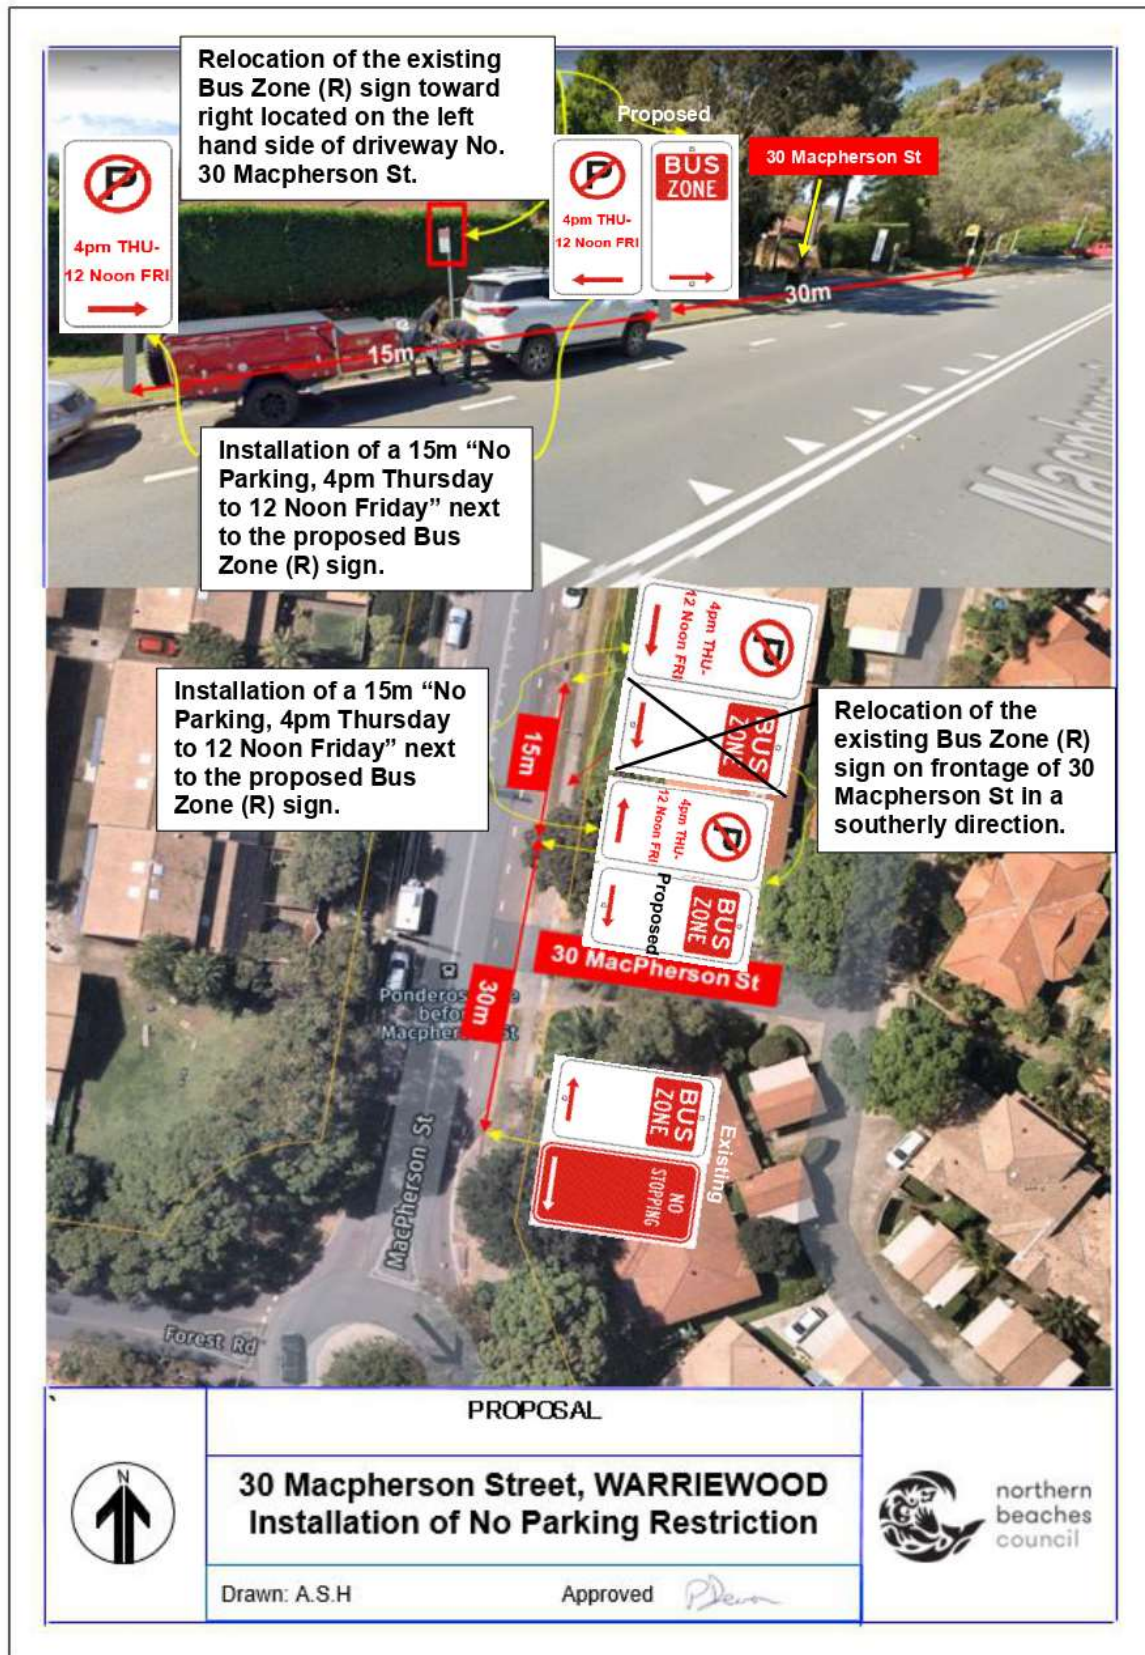 Relocation of the existing
Bus Zone (R) sign toward
right located on the left
hand side of driveway No.
30 Macpherson St.
Proposed
P
4pm THU-
12 Noon FRI
P
4pm THU-
12 Noon FRI
BUS
ZONE
30 Macpherson St
30m
15m
Macpherso
Installation of a 15m “No
Parking, 4pm Thursday
to 12 Noon Friday” next
to the proposed Bus
Zone (R) sign.
P
4pm THU-
12 Noon FRI
Installation of a 15m “No
Parking, 4pm Thursday
to 12 Noon Friday” next
to the proposed Bus
Zone (R) sign.
15m
BUS
ZONE
Relocation of the
existing Bus Zone (R)
sign on frontage of 30
Macpherson St in a
southerly direction.
P
4pm THU-
12 Noon FRI
Proposed
BUS
ZONE
30 MacPherson St
30m
Ponderos
befo
Macpher St
BUS
ZONE
Existing
NO
STOPPING
MacPherson St
Forest Rd
PROPOSAL
N
30 Macpherson Street, WARRIEWOOD
Installation of No Parking Restriction
northern
beaches
council
Drawn: A.S.H
Approved